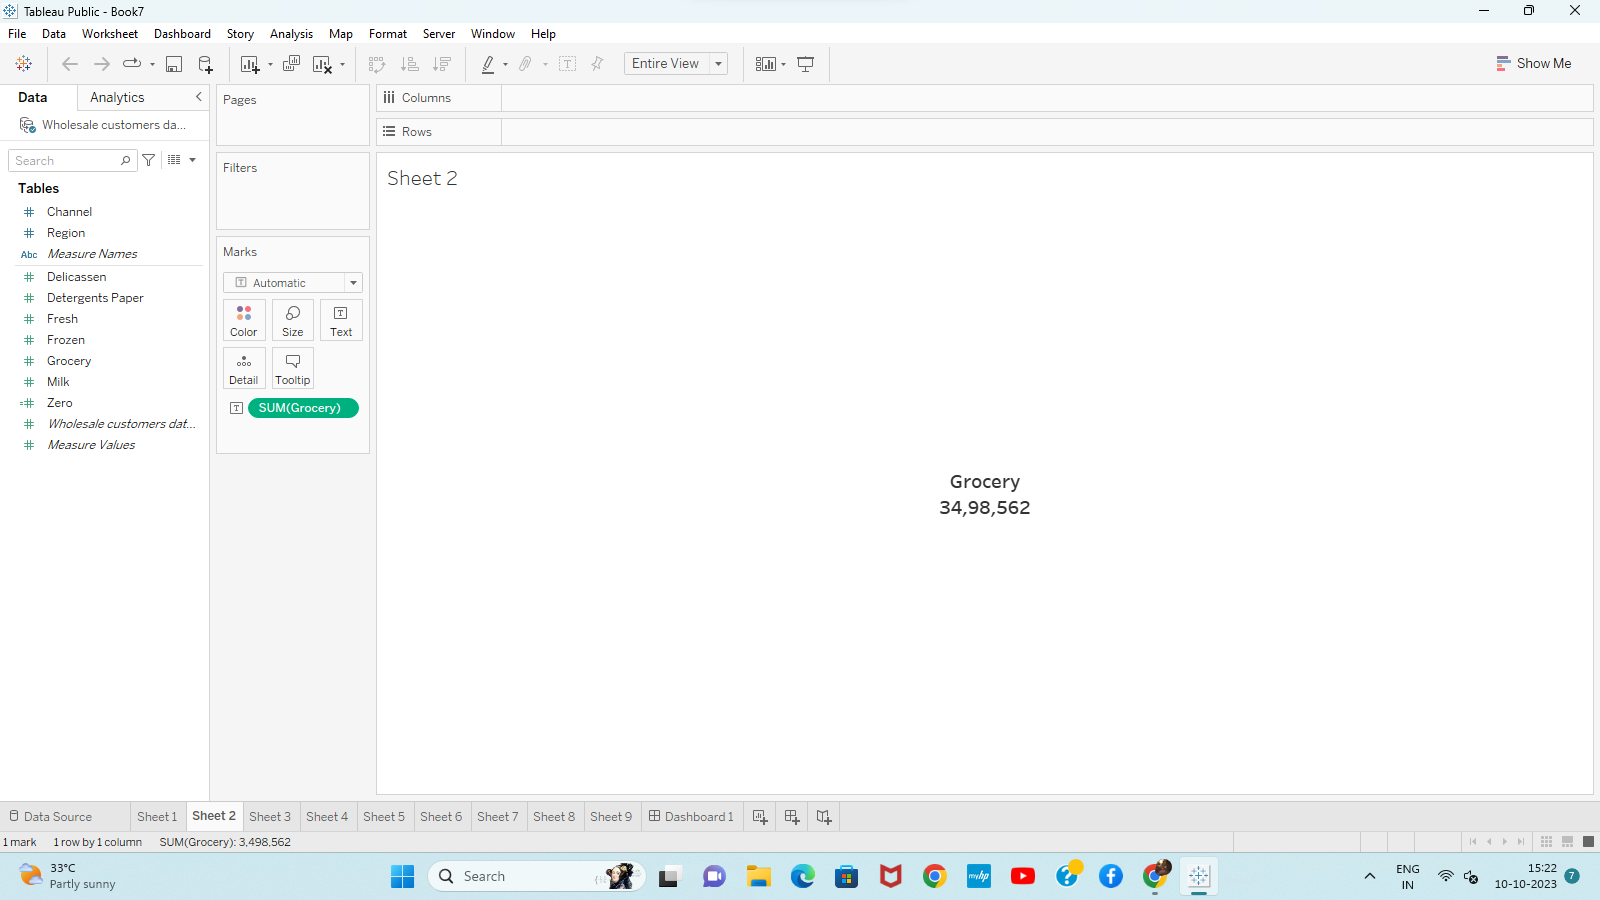 Tableau Public - Book7
File Data Worksheet Dashboard Story Analysis Map Format Server Window Help
Entire View
Show Me
Data Analytics
Wholesale customers da...
Search
Tables
Channel
Region
Abc Measure Names
Delicassen
Detergents Paper
Fresh
Frozen
Grocery
Milk
Zero
Wholesale customers dat...
Measure Values
Pages
Filters
Marks
Automatic
Color Size Text
Detail Tooltip
SUM(Grocery)
Columns
Rows
Sheet 2
Grocery
34,98,562
Data Source Sheet 1 Sheet 2 Sheet 3 Sheet 4 Sheet 5 Sheet 6 Sheet 7 Sheet 8 Sheet 9 Dashboard 1
1 mark 1 row by 1 column SUM(Grocery): 3,498,562
33°C
Partly sunny
Search
myhp
ENG
IN
15:22
10-10-2023
7